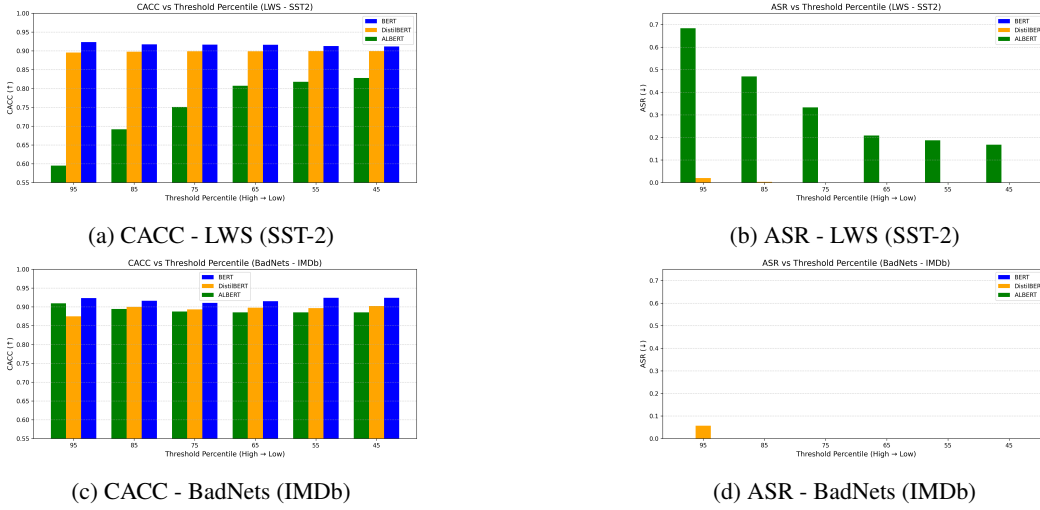 CACC vs Threshold Percentile (LWS - SST2)
1.00
0.95
0.90
0.85
0.80
0.75
0.70
0.65
0.60
0.55
CACC (↑)
BERT
DistilBERT
ALBERT
95 85 75 65 55 45
Threshold Percentile (High → Low)
(a) CACC - LWS (SST-2)
ASR vs Threshold Percentile (LWS - SST2)
0.7
0.6
0.5
0.4
0.3
0.2
0.1
0.0
ASR (↓)
BERT
DistilBERT
ALBERT
95 85 75 65 55 45
Threshold Percentile (High → Low)
(b) ASR - LWS (SST-2)
CACC vs Threshold Percentile (BadNets - IMDb)
1.00
0.95
0.90
0.85
0.80
0.75
0.70
0.65
0.60
0.55
CACC (↑)
BERT
DistilBERT
ALBERT
95 85 75 65 55 45
Threshold Percentile (High → Low)
(c) CACC - BadNets (IMDb)
ASR vs Threshold Percentile (BadNets - IMDb)
0.7
0.6
0.5
0.4
0.3
0.2
0.1
0.0
ASR (↓)
BERT
DistilBERT
ALBERT
95 85 75 65 55 45
Threshold Percentile (High → Low)
(d) ASR - BadNets (IMDb)